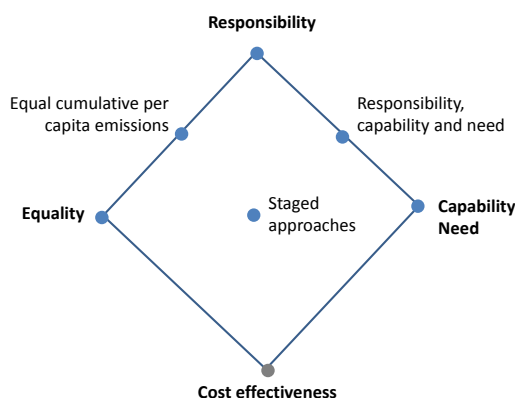 Responsibility
Equal cumulative per
capita emissions
Responsibility,
capability and need
Equality
Staged
approaches
Capability
Need
Cost effectiveness